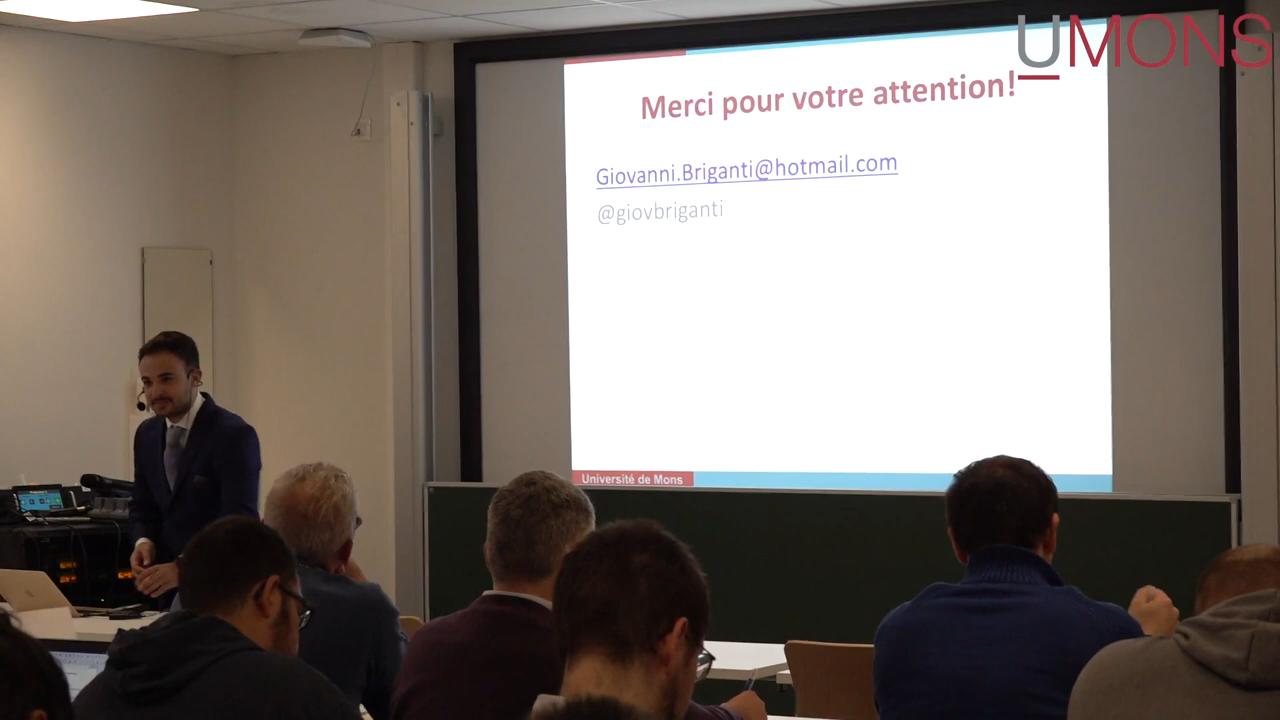 UMONS
Merci pour votre attention!
Giovanni.Briganti@hotmail.com
@giovbriganti
Université de Mons